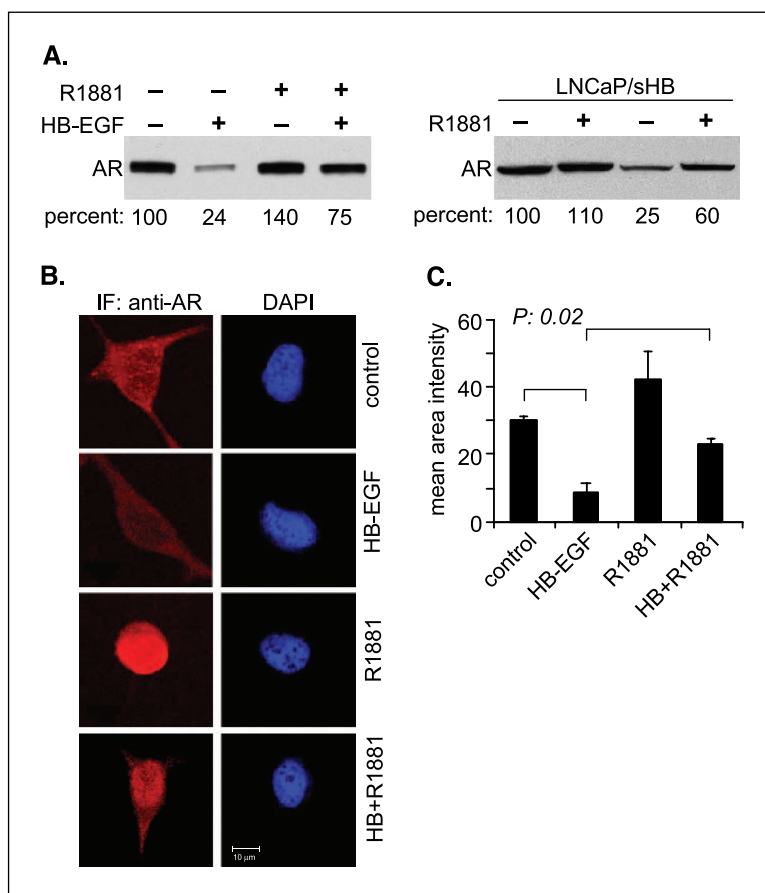 A.
R1881 – – + +
HB-EGF – + – +
AR
percent: 100 24 140 75
LNCaP/sHB
R1881 – + – +
AR
percent: 100 110 25 60
B.
IF: anti-AR DAPI
control
HB-EGF
R1881
HB+R1881
10 µm
C.
P: 0.02
mean area intensity
60
40
20
0
control
HB-EGF
R1881
HB+R1881